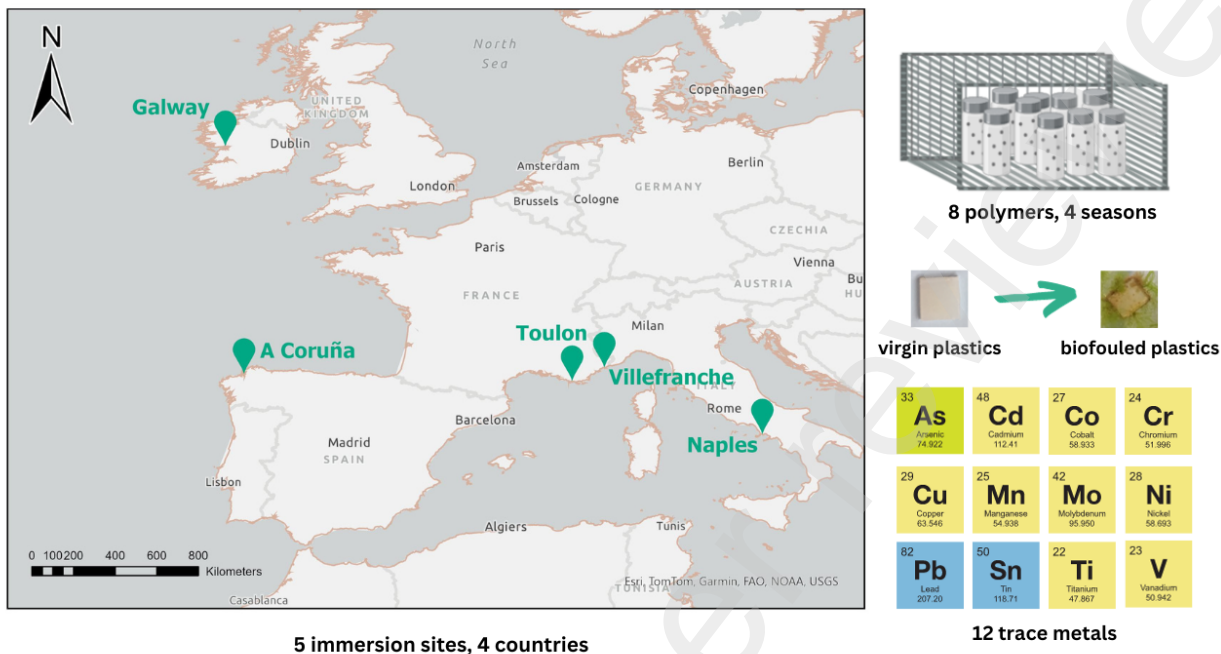 N
North
Sea
Galway
UNITED
KINGDOM
Dublin
Copenhagen
Amsterdam
Berlin
London
GERMANY
Brussels
Cologne
Paris
CZECHIA
Vienna
Bu
HU
AUSTRIA
FRANCE
Milan
Toulon
A Coruña
Villefranche
ITALY
Rome
Barcelona
Naples
Madrid
SPAIN
Lisbon
Algiers
Tunis
0 100200 400 600 800
Kilometers
Esri, TomTom, Garmin, FAO, NOAA, USGS
TUNISIA
Casablanca
5 immersion sites, 4 countries
8 polymers, 4 seasons
virgin plastics
biofouled plastics
33
As
Arsenic
74.922
48
Cd
Cadmium
112.41
27
Co
Cobalt
58.933
24
Cr
Chromium
51.996
29
Cu
Copper
63.546
25
Mn
Manganese
54.938
42
Mo
Molybdenum
95.950
28
Ni
Nickel
58.693
82
Pb
Lead
207.20
50
Sn
Tin
118.71
22
Ti
Titanium
47.867
23
V
Vanadium
50.942
12 trace metals
er reviewe